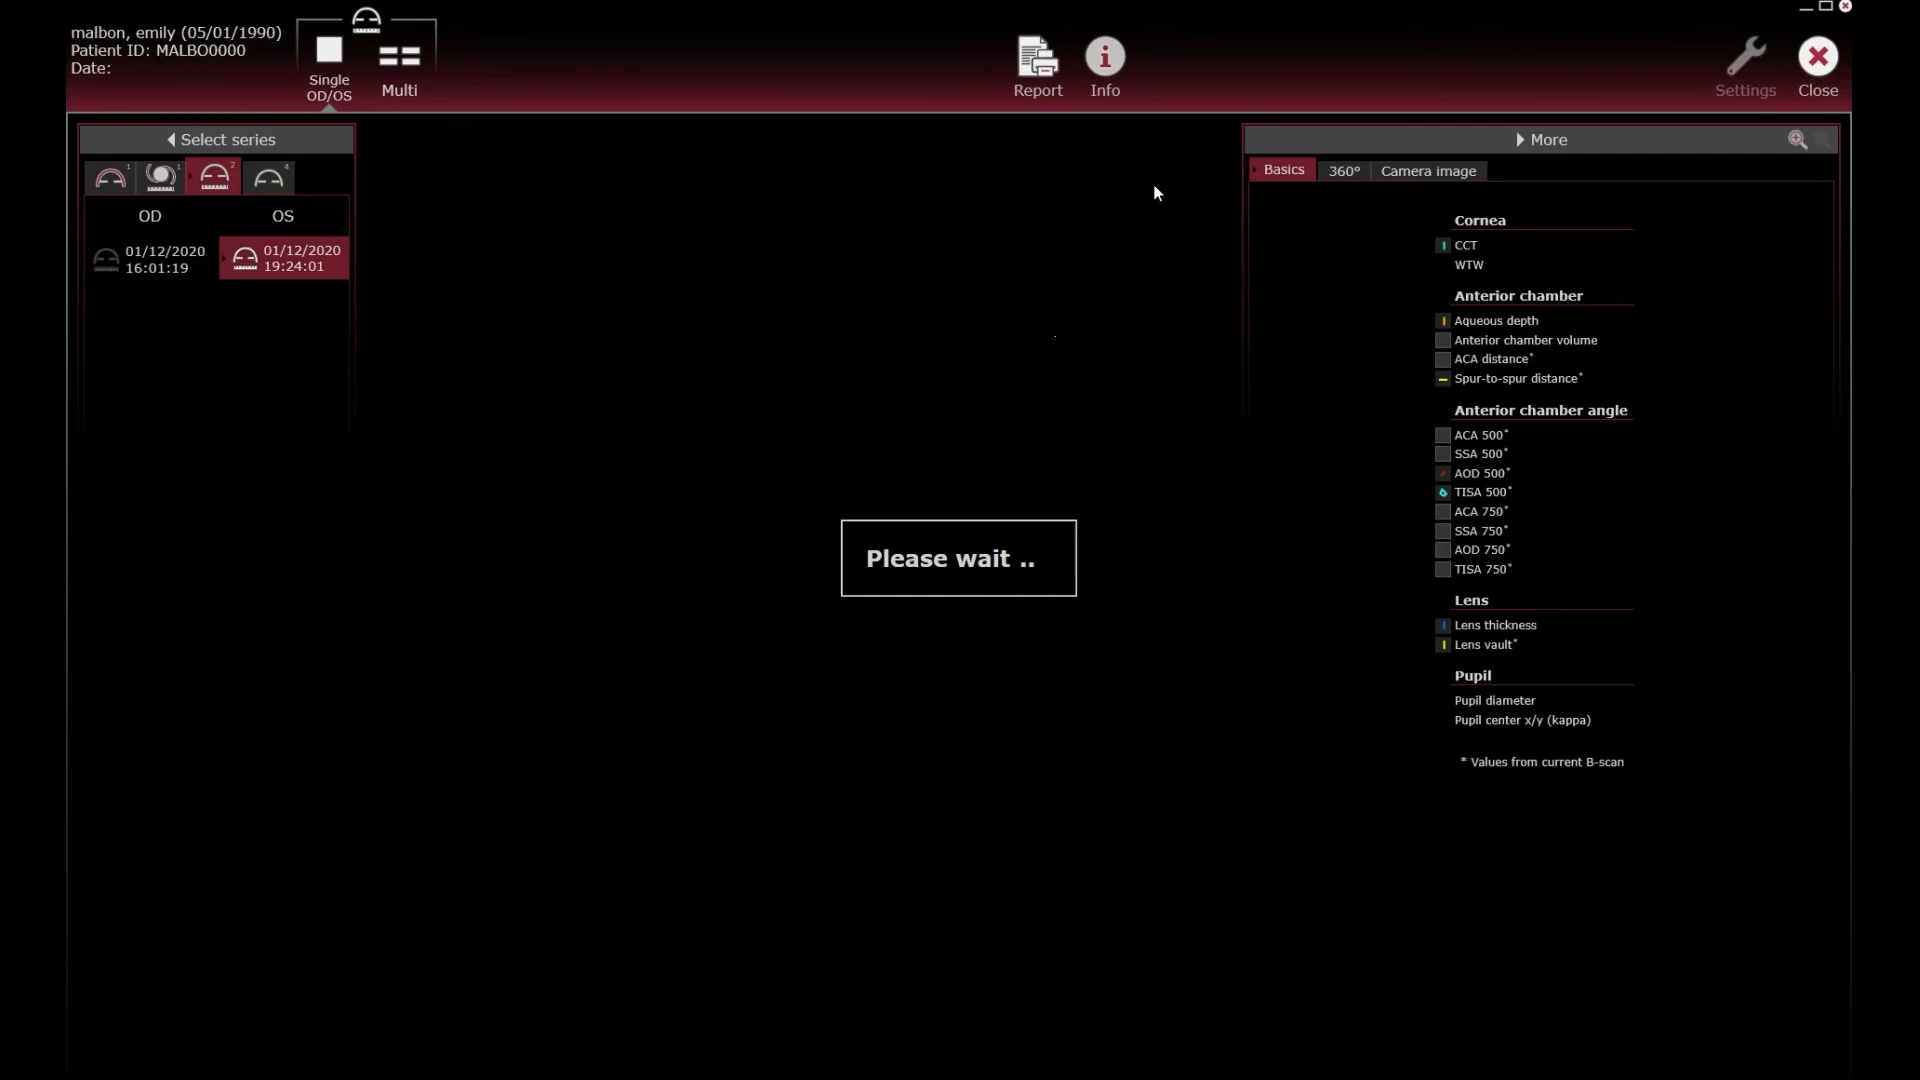 malbon, emily (05/01/1990)
Patient ID: MALBO0000
Date:
Single
OD/OS
Multi
Report
Info
Settings
Close
Select series
1
1
2
4
OD
OS
01/12/2020
16:01:19
01/12/2020
19:24:01
Please wait ..
More
Basics
360°
Camera image
Cornea
CCT
WTW
Anterior chamber
Aqueous depth
Anterior chamber volume
ACA distance*
Spur-to-spur distance*
Anterior chamber angle
ACA 500*
SSA 500*
AOD 500*
TISA 500*
ACA 750*
SSA 750*
AOD 750*
TISA 750*
Lens
Lens thickness
Lens vault*
Pupil
Pupil diameter
Pupil center x/y (kappa)
* Values from current B-scan